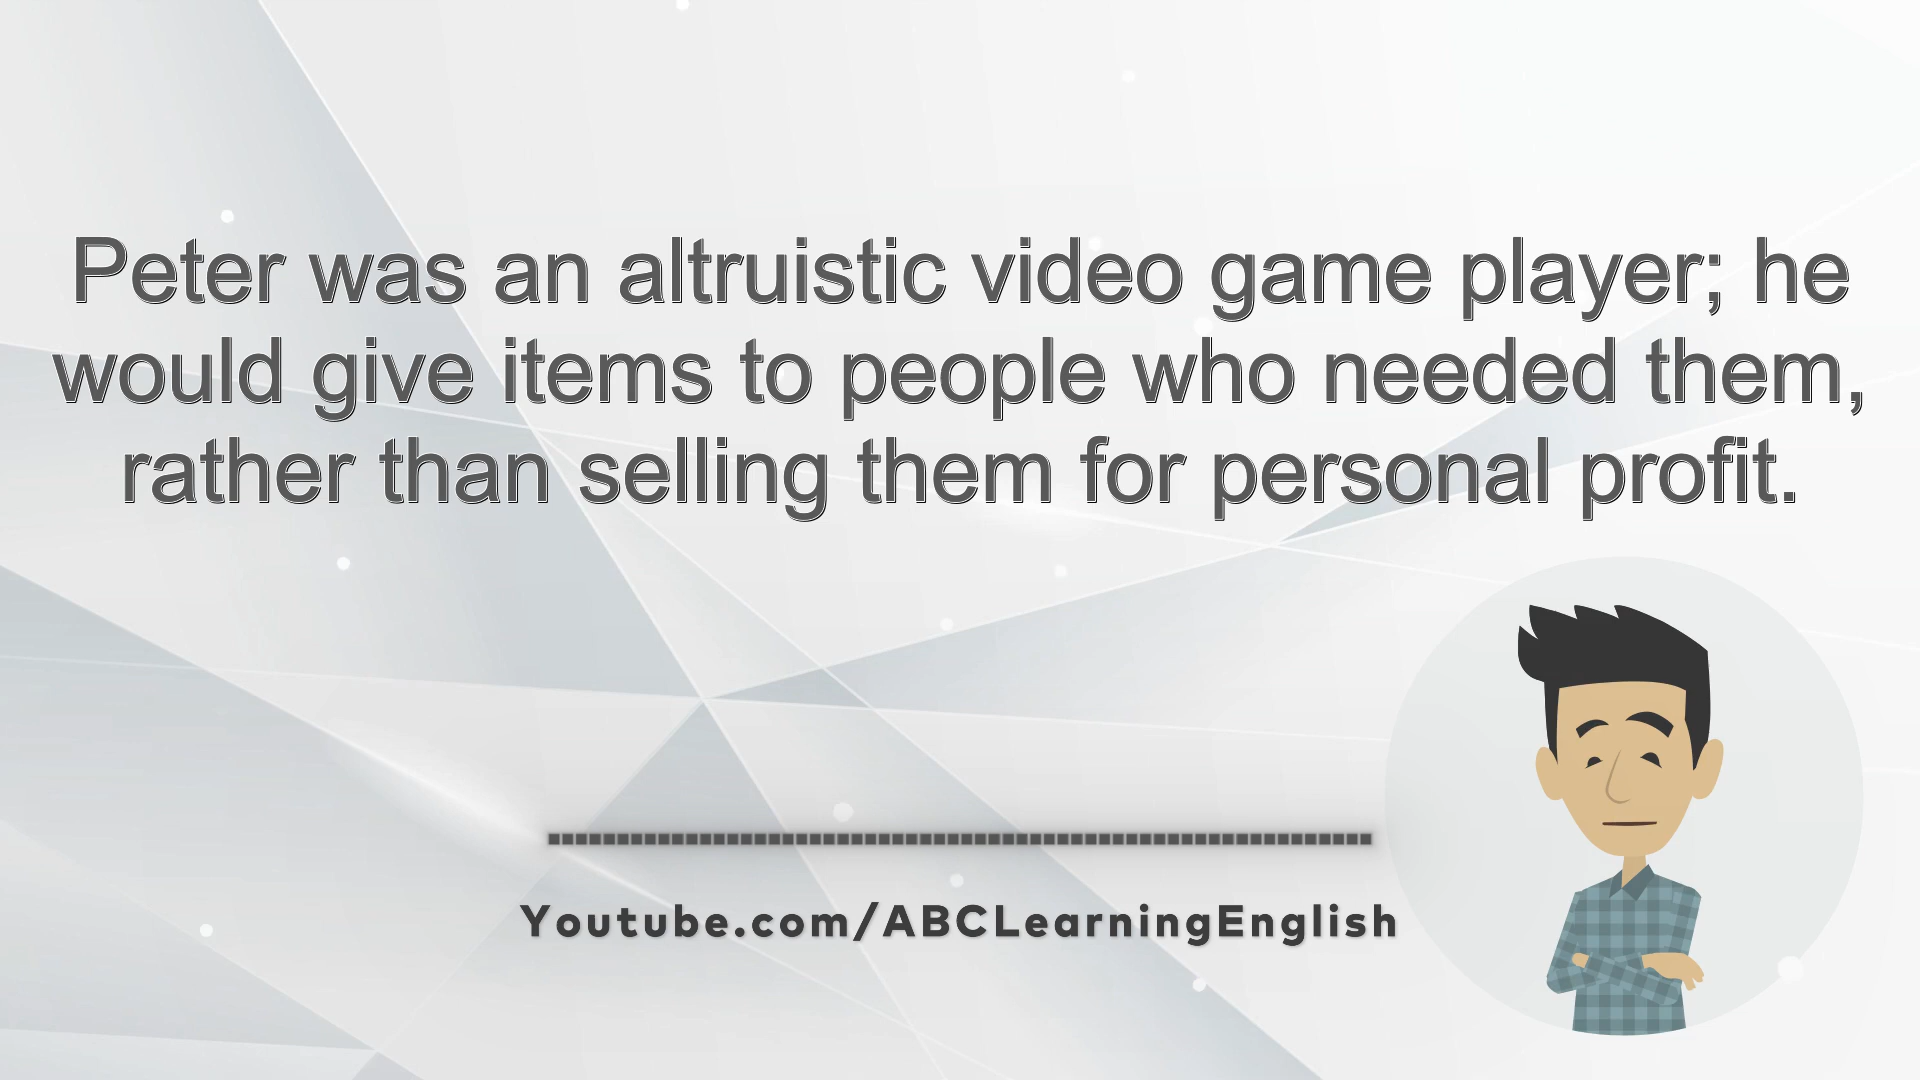 Peter was an altruistic video game player; he
would give items to people who needed them,
rather than selling them for personal profit.
Youtube.com/ABCLearningEnglish